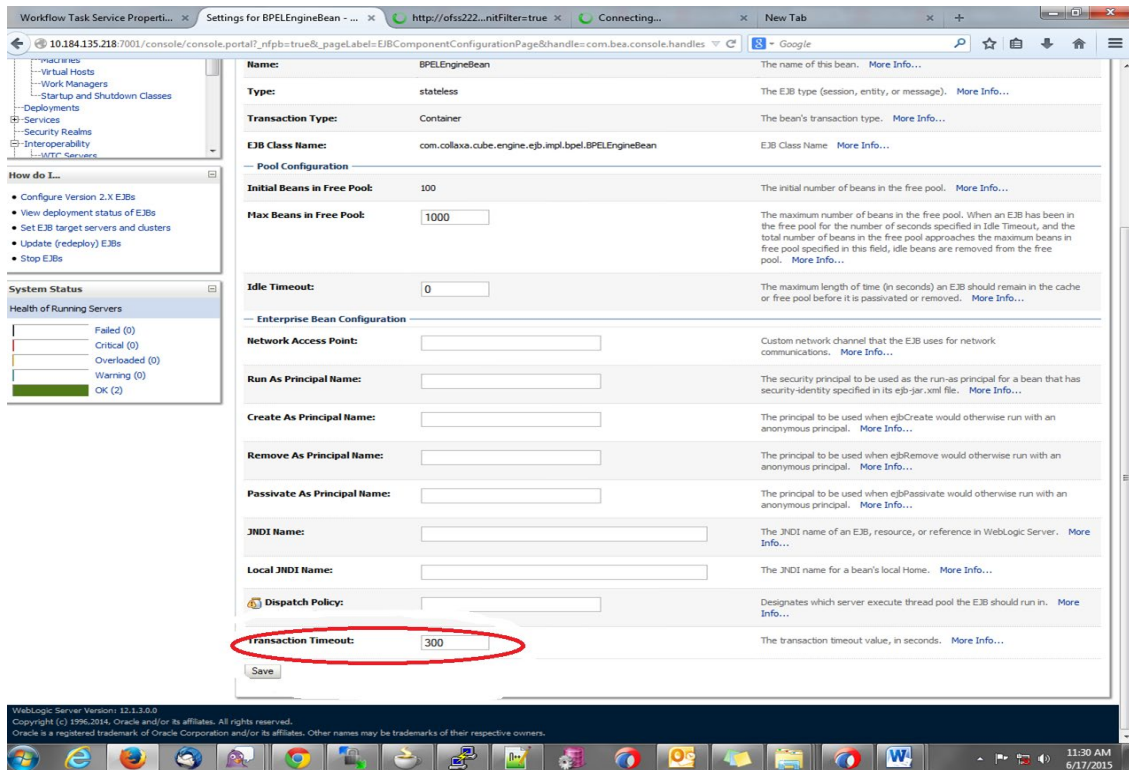 Workflow Task Service Properti... ×
Settings for BPELEngineBean - ... ×
http://ofss222...nitFilter=true ×
Connecting... ×
New Tab ×
10.184.135.218:7001/console/console.portal?_nfpb=true&_pageLabel=EJBComponentConfigurationPage&handle=com.bea.console.handles
Google
Machines
Virtual Hosts
Work Managers
Startup and Shutdown Classes
Deployments
Services
Security Realms
Interoperability
WTC Servers
How do I...
Configure Version 2.X EJBs
View deployment status of EJBs
Set EJB target servers and clusters
Update (redeploy) EJBs
Stop EJBs
System Status
Health of Running Servers
Failed (0)
Critical (0)
Overloaded (0)
Warning (0)
OK (2)
Name: BPELEngineBean The name of this bean. More Info...
Type: stateless The EJB type (session, entity, or message). More Info...
Transaction Type: Container The bean's transaction type. More Info...
EJB Class Name: com.collaxa.cube.engine.ejb.impl.bpel.BPELEngineBean EJB Class Name More Info...
Pool Configuration
Initial Beans in Free Pool: 100 The initial number of beans in the free pool. More Info...
Max Beans in Free Pool: 1000 The maximum number of beans in the free pool. When an EJB has been in
the free pool for the number of seconds specified in Idle Timeout, and the
total number of beans in the free pool approaches the maximum beans in
free pool specified in this field, idle beans are removed from the free
pool. More Info...
Idle Timeout: 0 The maximum length of time (in seconds) an EJB should remain in the cache
or free pool before it is passivated or removed. More Info...
Enterprise Bean Configuration
Network Access Point: Custom network channel that the EJB uses for network
communications. More Info...
Run As Principal Name: The security principal to be used as the run-as principal for a bean that has
security-identity specified in its ejb-jar.xml file. More Info...
Create As Principal Name: The principal to be used when ejbCreate would otherwise run with an
anonymous principal. More Info...
Remove As Principal Name: The principal to be used when ejbRemove would otherwise run with an
anonymous principal. More Info...
Passivate As Principal Name: The principal to be used when ejbPassivate would otherwise run with an
anonymous principal. More Info...
JNDI Name: The JNDI name of an EJB, resource, or reference in WebLogic Server. More
Info...
Local JNDI Name: The JNDI name for a bean's local Home. More Info...
Dispatch Policy: Designates which server execute thread pool the EJB should run in. More
Info...
Transaction Timeout: 300 The transaction timeout value, in seconds. More Info...
Save
WebLogic Server Version: 12.1.3.0.0
Copyright (c) 1996,2014, Oracle and/or its affiliates. All rights reserved.
Oracle is a registered trademark of Oracle Corporation and/or its affiliates. Other names may be trademarks of their respective owners.
11:30 AM
6/17/2015